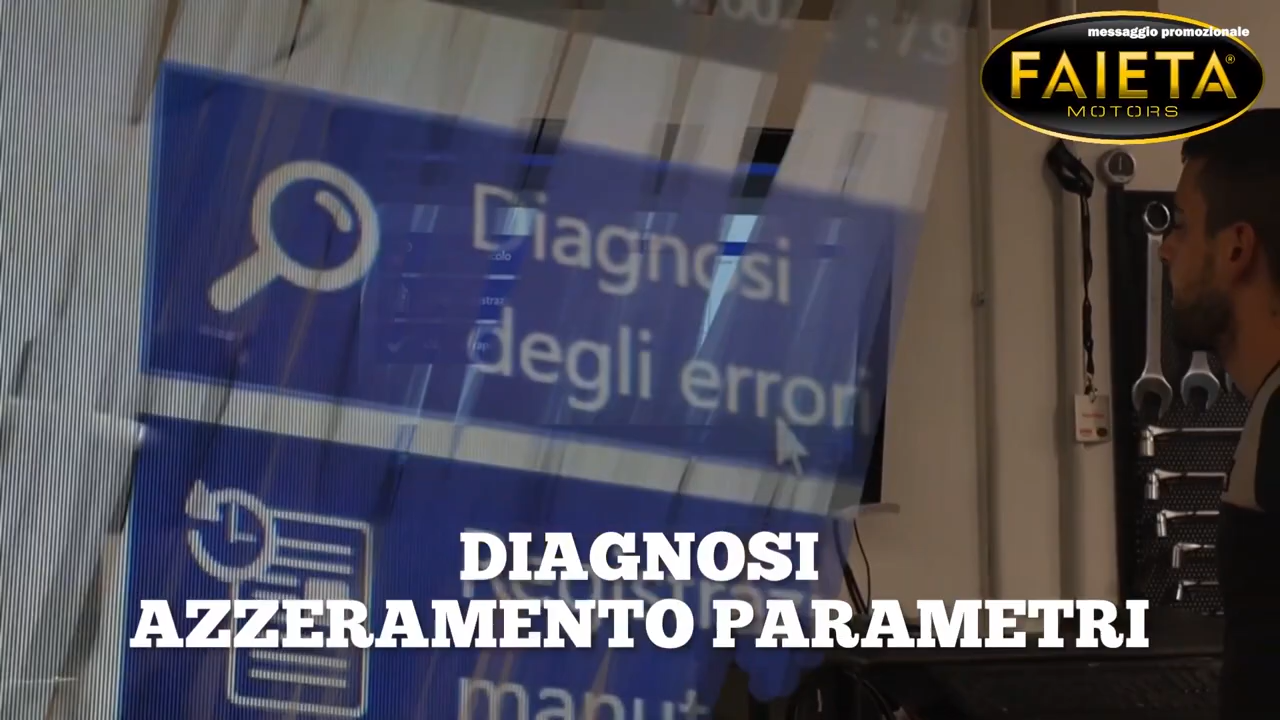 messaggio promozionale
FAIETA®
MOTORS
Diagnosi
degli errori
DIAGNOSI
AZZERAMENTO PARAMETRI